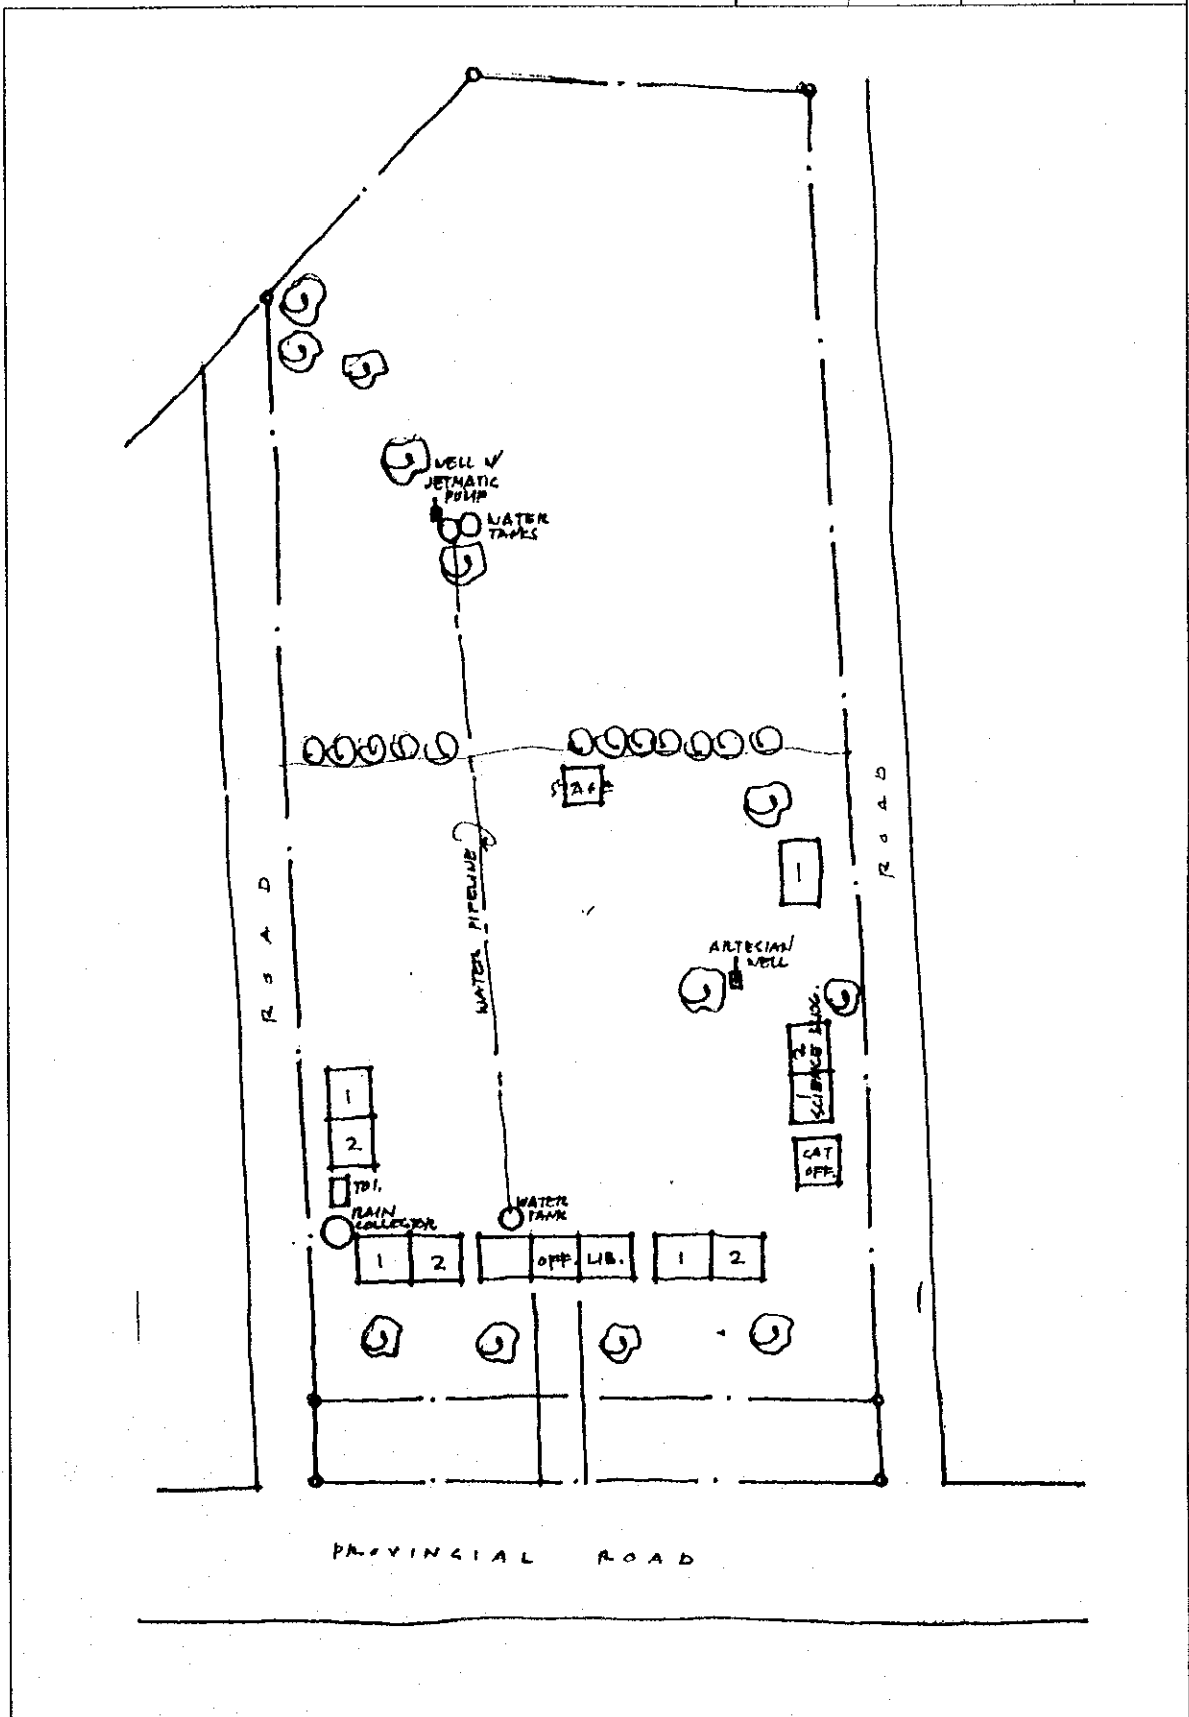 WELL W/
JETMATIC
PUMP
WATER
TANKS
ROAD
WATER PIPELINE
1
ARTESIAN
WELL
ROAD
2
1
SCIENCE BLDG.
1
2
CAT
OFF.
TOI.
RAIN
COLLECTOR
WATER
TANK
1 2 OFF. LIB. 1 2
PROVINCIAL ROAD